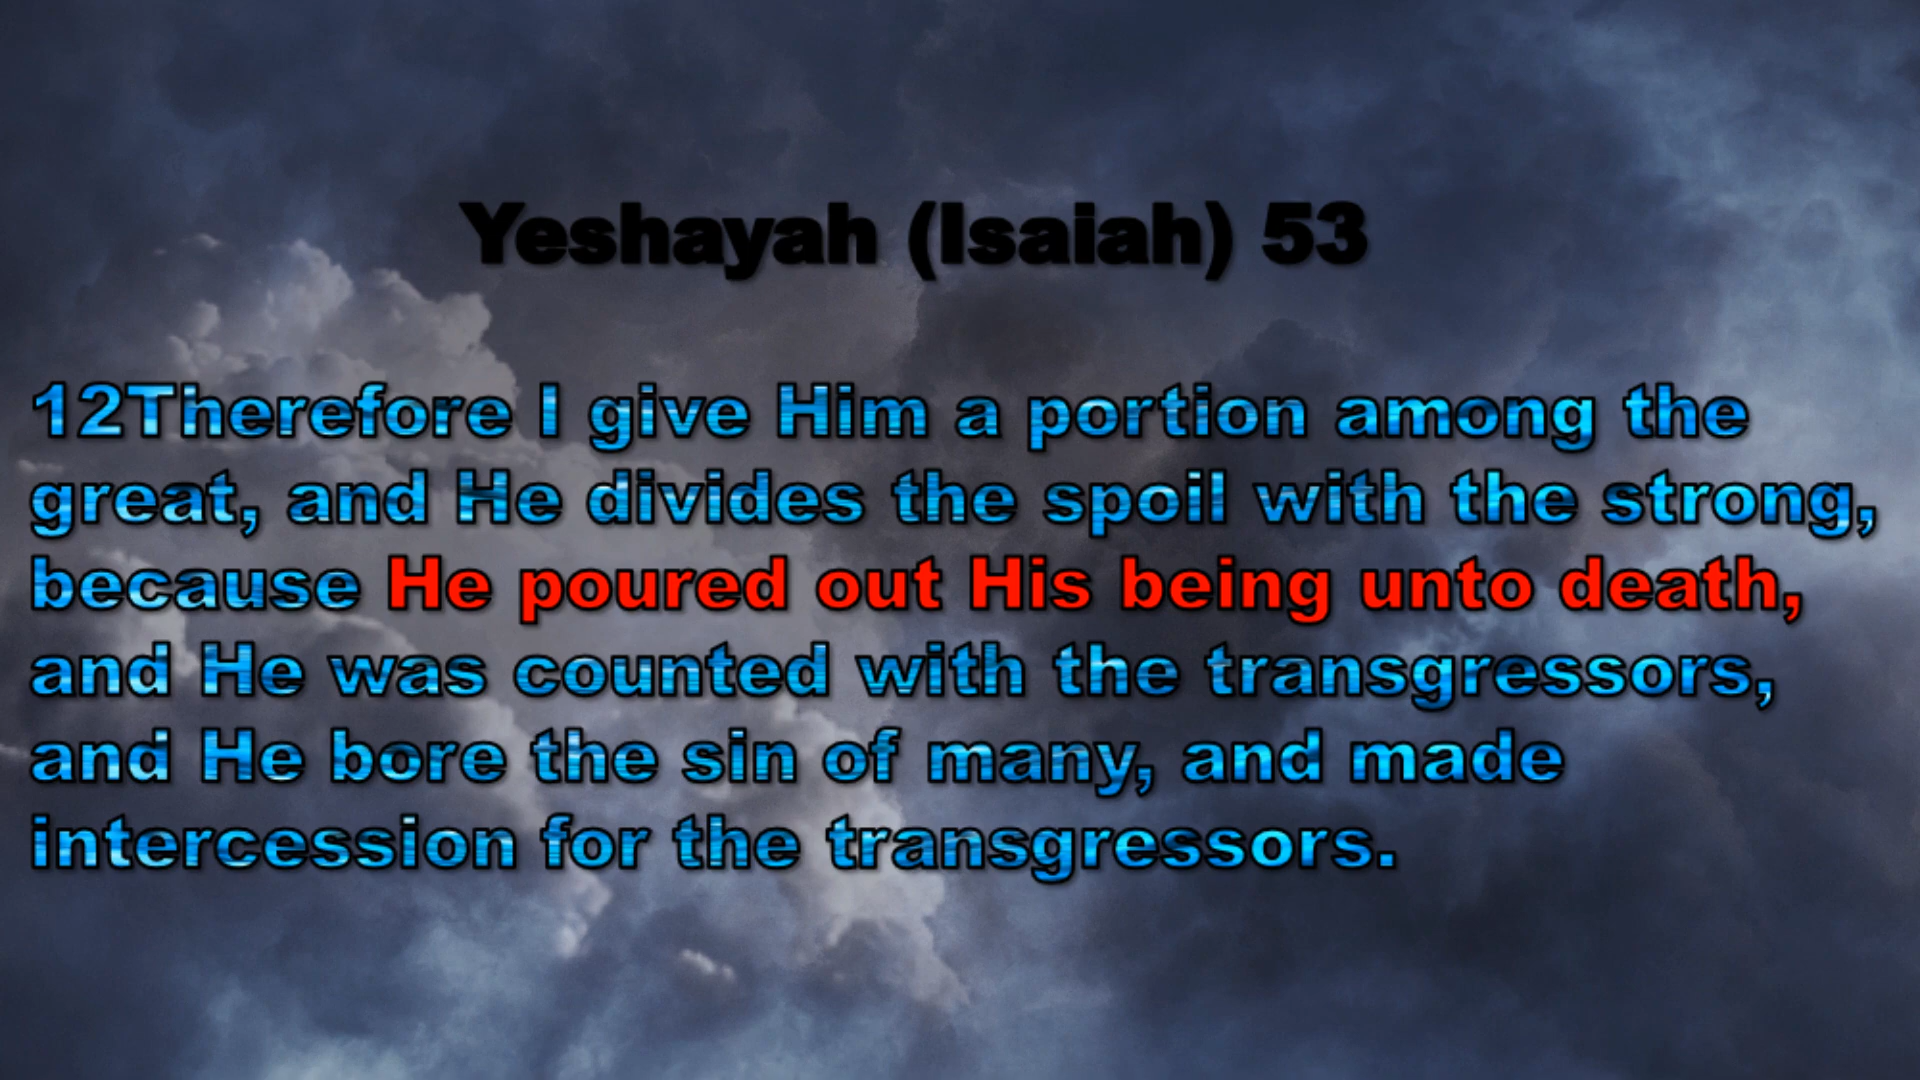 Yeshayah (Isaiah) 53
12Therefore I give Him a portion among the
great, and He divides the spoil with the strong,
because He poured out His being unto death,
and He was counted with the transgressors,
and He bore the sin of many, and made
intercession for the transgressors.